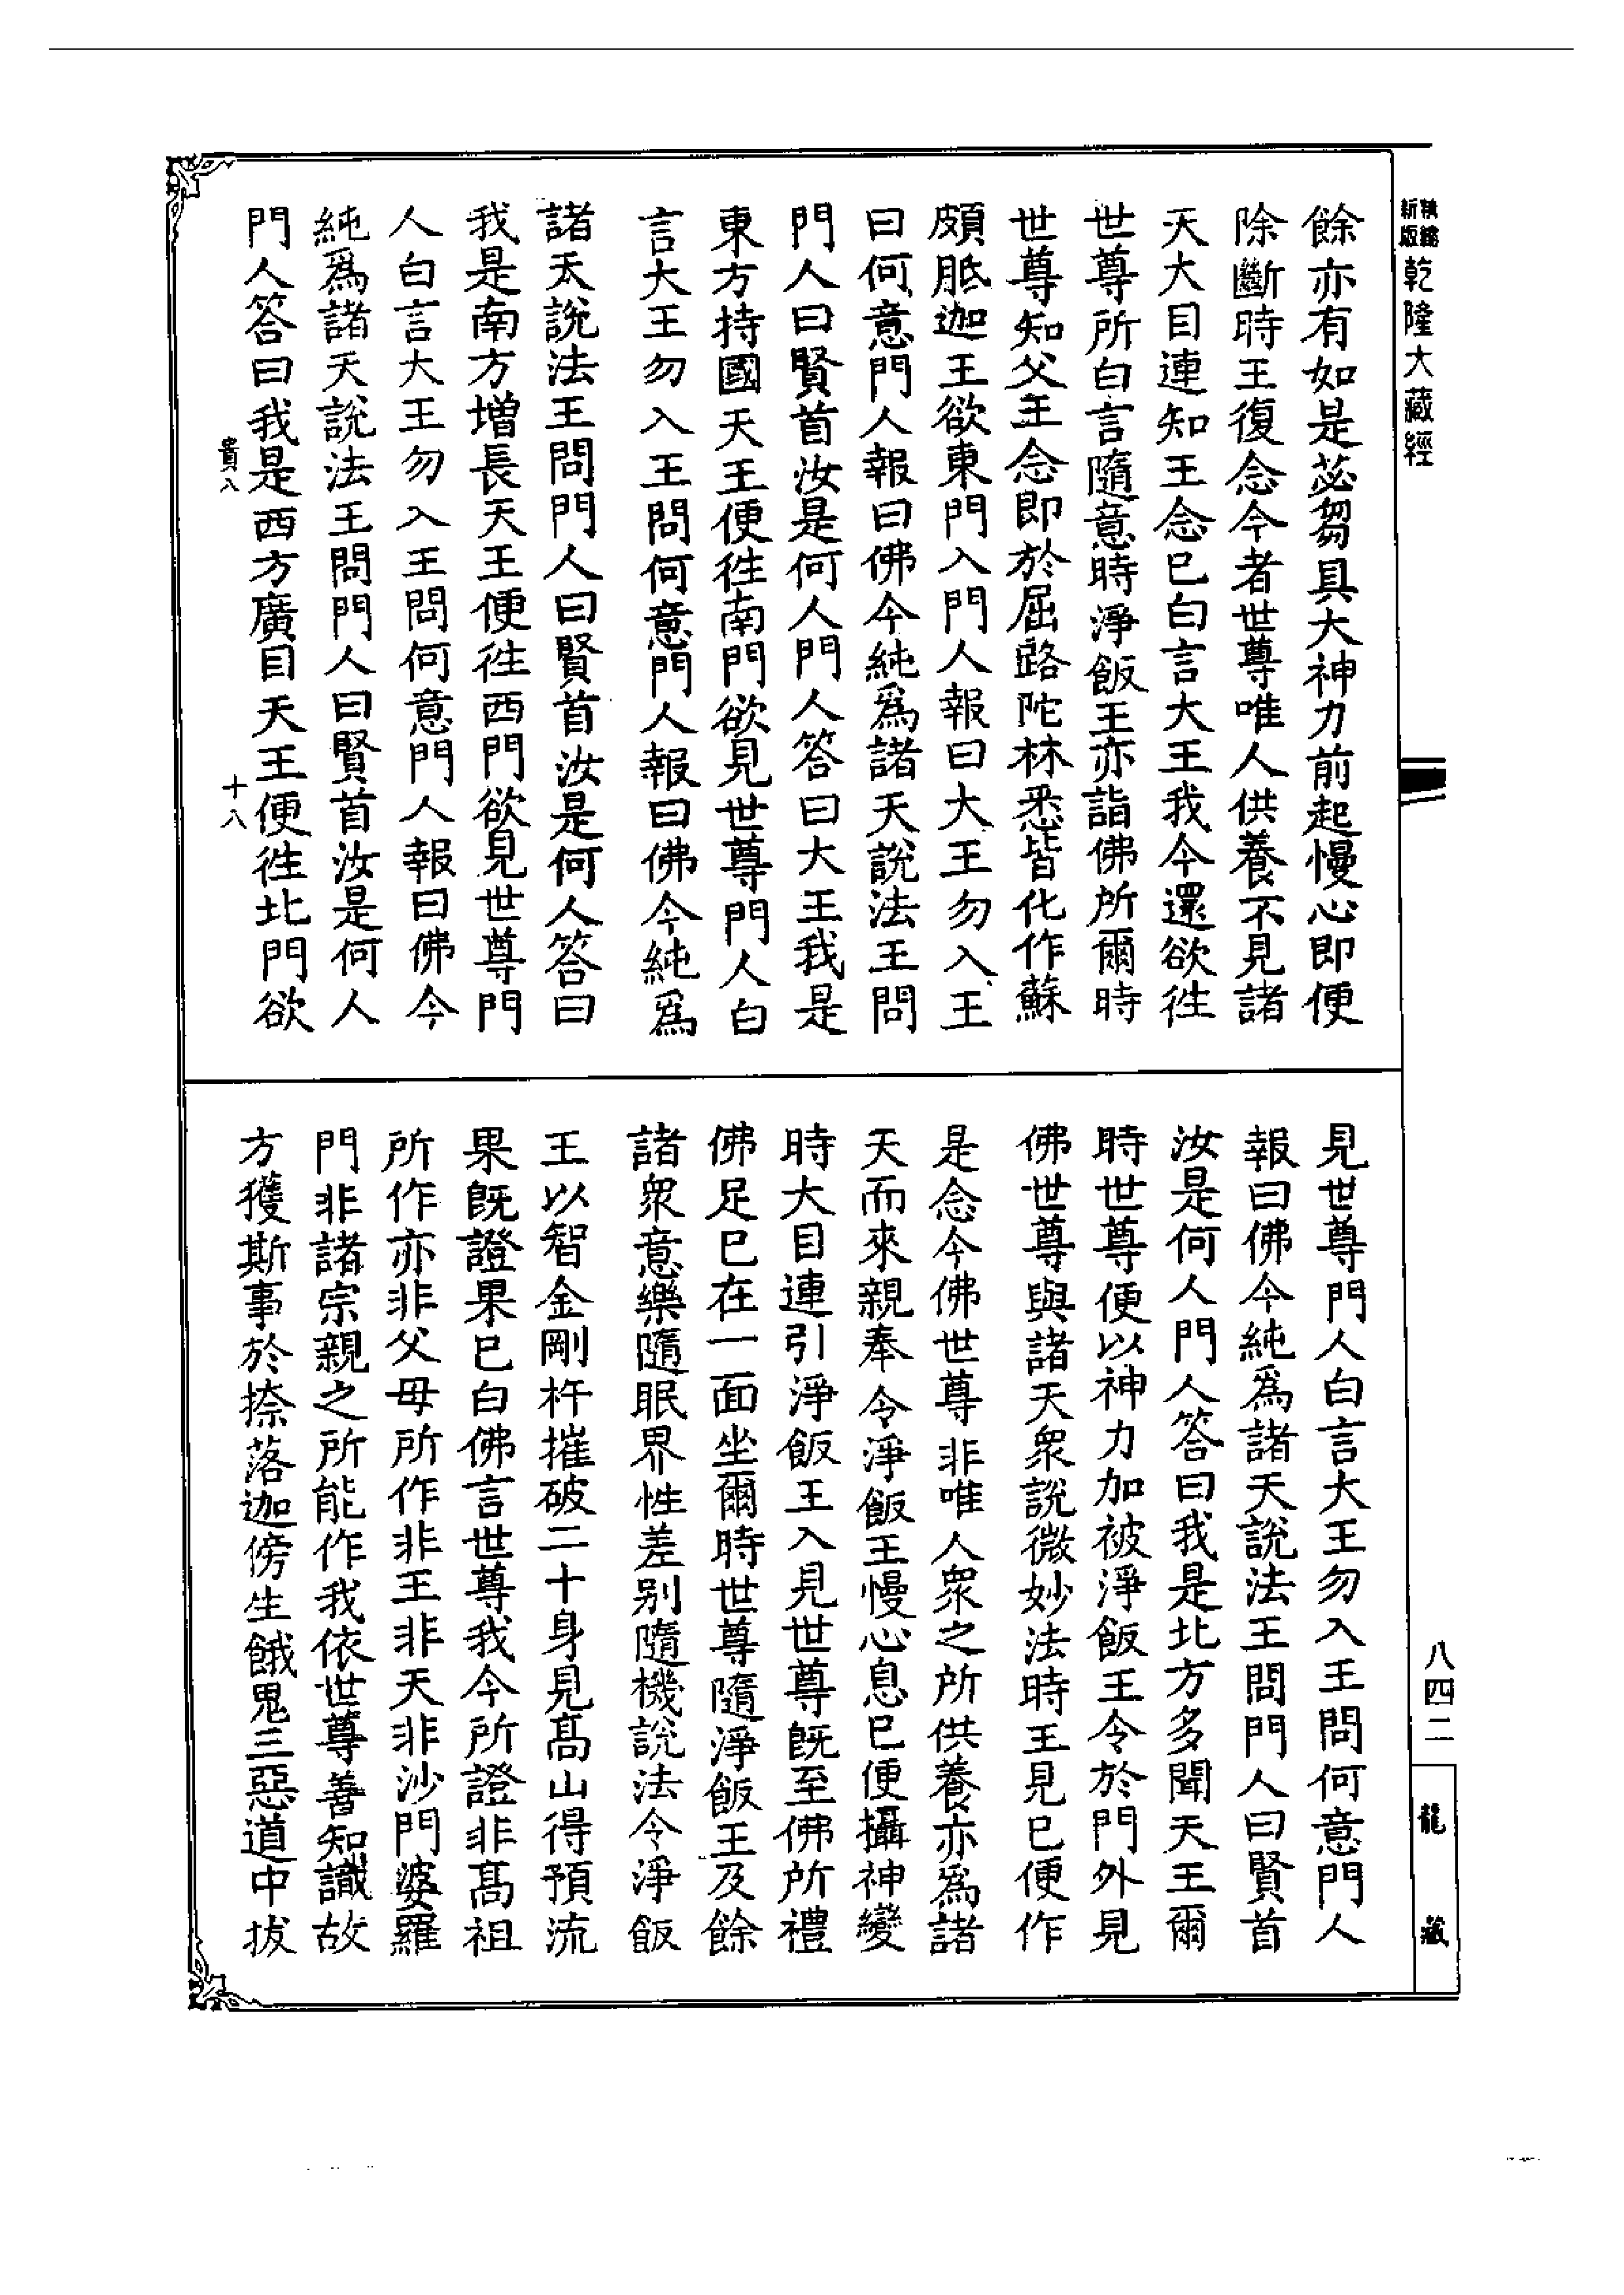 新版精縮乾隆大藏經
餘亦有如是苾芻具大神力前起慢心即便
除斷時王復念今者世尊唯人供養不見諸
天大目連知王念已白言大王我今還欲往
世尊所白言隨意時淨飯王亦詣佛所爾時
世尊知父王念即於屈路陀林悉皆化作蘇
頗胝迦王欲東門入門人報曰大王勿入王
曰何意門人報曰佛今純爲諸天說法王問
門人曰賢首汝是何人門人答曰大王我是
東方持國天王便往南門欲見世尊門人白
言大王勿入王問何意門人報曰佛今純爲
諸天說法王問門人曰賢首汝是何人答曰
我是南方增長天王便往西門欲見世尊門
人白言大王勿入王問何意門人報曰佛今
純爲諸天說法王問門人曰賢首汝是何人
門人答曰我是西方廣目天王便往北門欲
貴八
十八
見世尊門人白言大王勿入王問何意門人
報曰佛今純爲諸天說法王問門人曰賢首
汝是何人門人答曰我是北方多聞天王爾
時世尊便以神力加被淨飯王令於門外見
佛世尊與諸天衆說微妙法時王見已便作
是念今佛世尊非唯人衆之所供養亦爲諸
天而來親奉令淨飯王慢心息已便攝神變
時大目連引淨飯王入見世尊既至佛所禮
佛足已在一面坐爾時世尊隨淨飯王及餘
諸衆意樂隨眠界性差别隨機說法令淨飯
王以智金剛杵摧破二十身見高山得預流
果既證果已白佛言世尊我今所證非高祖
所作亦非父母所作非王非天非沙門婆羅
門非諸宗親之所能作我依世尊善知識故
方獲斯事於捺落迦傍生餓鬼三惡道中拔
八四二
龍藏